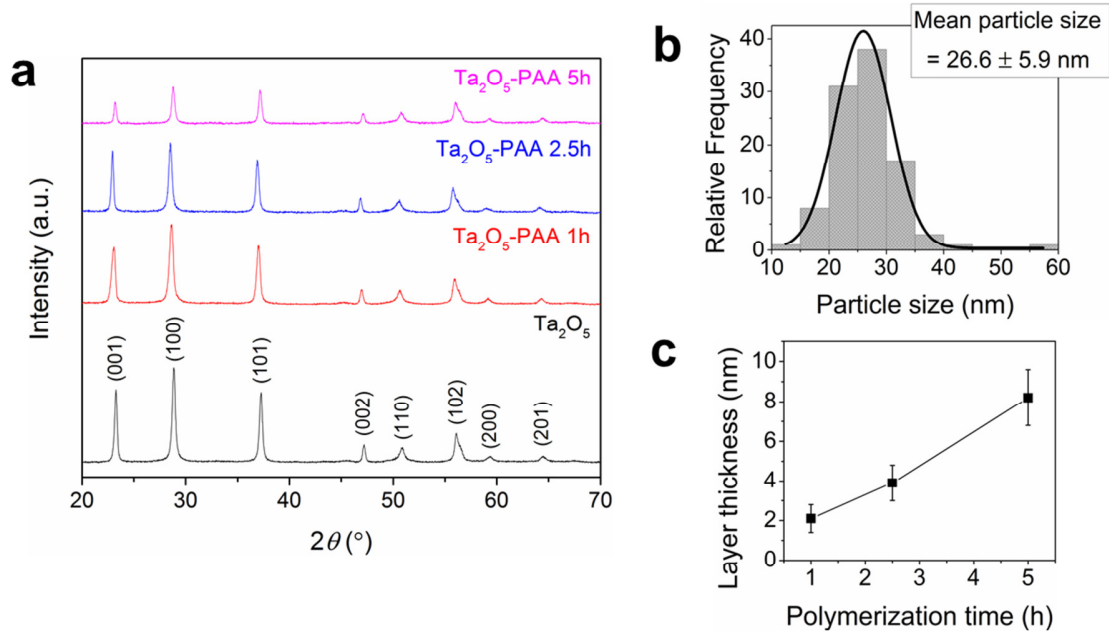 a
Intensity (a.u.)
Ta2O5-PAA 5h
Ta2O5-PAA 2.5h
Ta2O5-PAA 1h
Ta2O5
(001)
(100)
(101)
(002)
(110)
(102)
(200)
(201)
20 30 40 50 60 70
2θ (°)
b
Relative Frequency
40
30
20
10
0
Mean particle size
= 26.6 ± 5.9 nm
10 20 30 40 50 60
Particle size (nm)
c
Layer thickness (nm)
10
8
6
4
2
0
1 2 3 4 5
Polymerization time (h)